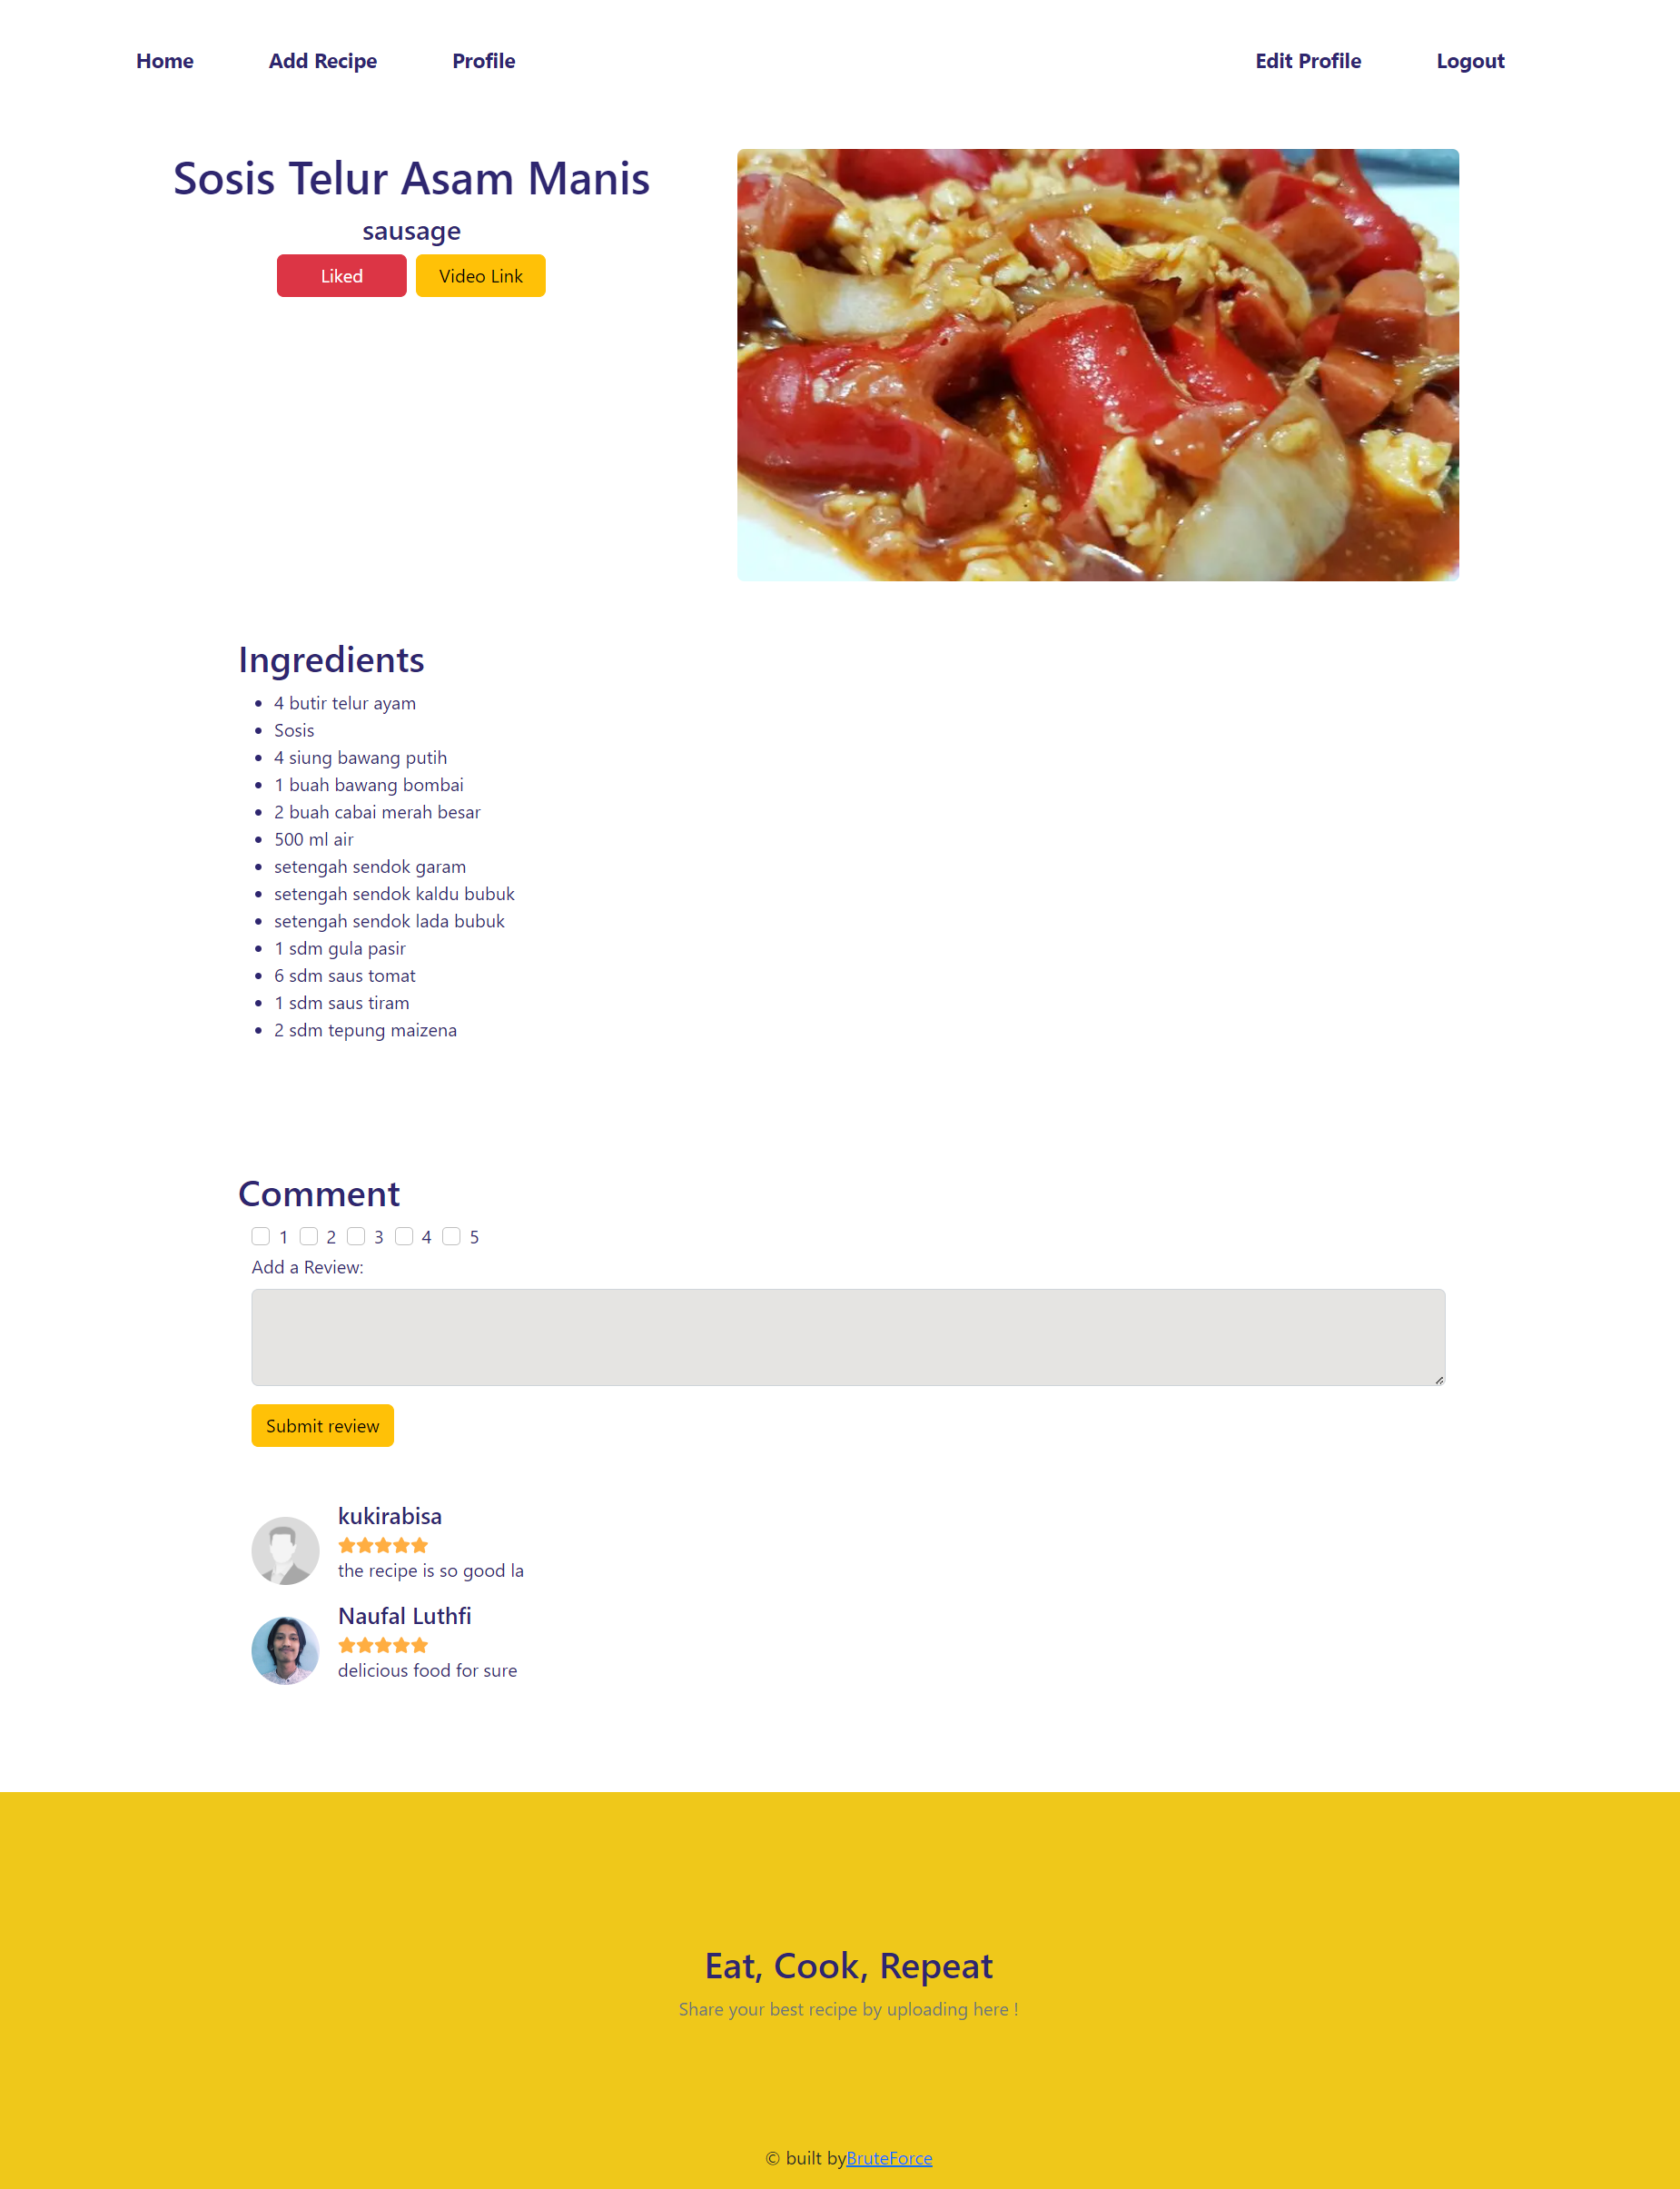 Home Add Recipe Profile Edit Profile Logout
Sosis Telur Asam Manis
sausage
Liked Video Link
Ingredients
4 butir telur ayam
Sosis
4 siung bawang putih
1 buah bawang bombai
2 buah cabai merah besar
500 ml air
setengah sendok garam
setengah sendok kaldu bubuk
setengah sendok lada bubuk
1 sdm gula pasir
6 sdm saus tomat
1 sdm saus tiram
2 sdm tepung maizena
Comment
1 2 3 4 5
Add a Review:
Submit review
kukirabisa
the recipe is so good la
Naufal Luthfi
delicious food for sure
Eat, Cook, Repeat
Share your best recipe by uploading here !
© built byBruteForce